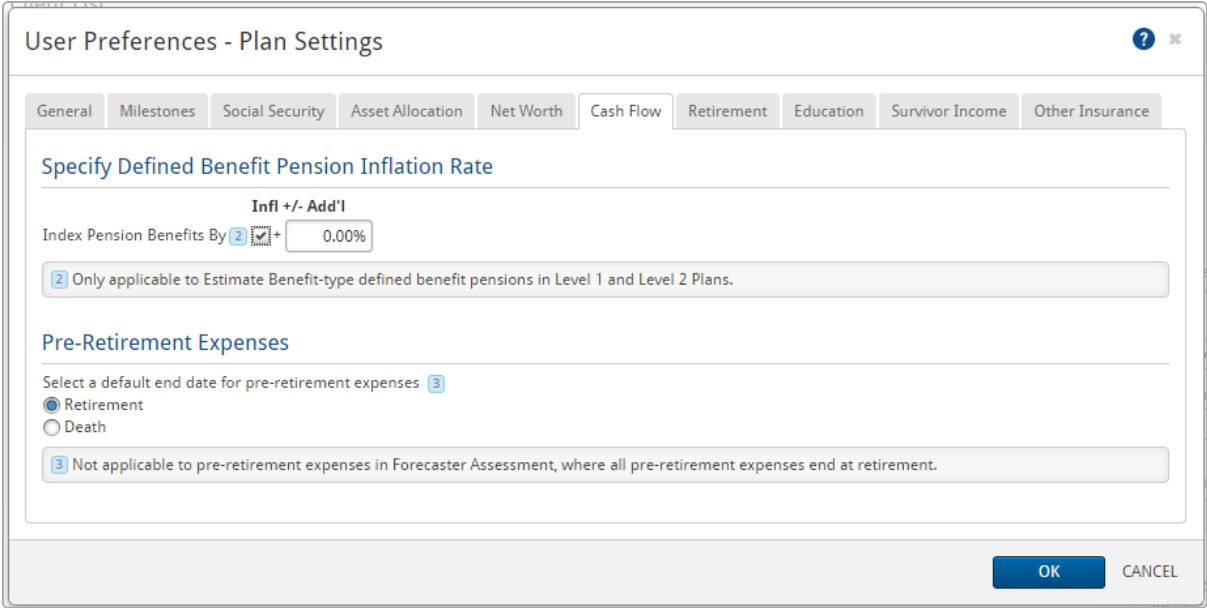 User Preferences - Plan Settings
?
General Milestones Social Security Asset Allocation Net Worth Cash Flow Retirement Education Survivor Income Other Insurance
Specify Defined Benefit Pension Inflation Rate
Infl +/- Add'l
Index Pension Benefits By 2 + 0.00%
2 Only applicable to Estimate Benefit-type defined benefit pensions in Level 1 and Level 2 Plans.
Pre-Retirement Expenses
Select a default end date for pre-retirement expenses 3
Retirement
Death
3 Not applicable to pre-retirement expenses in Forecaster Assessment, where all pre-retirement expenses end at retirement.
OK CANCEL